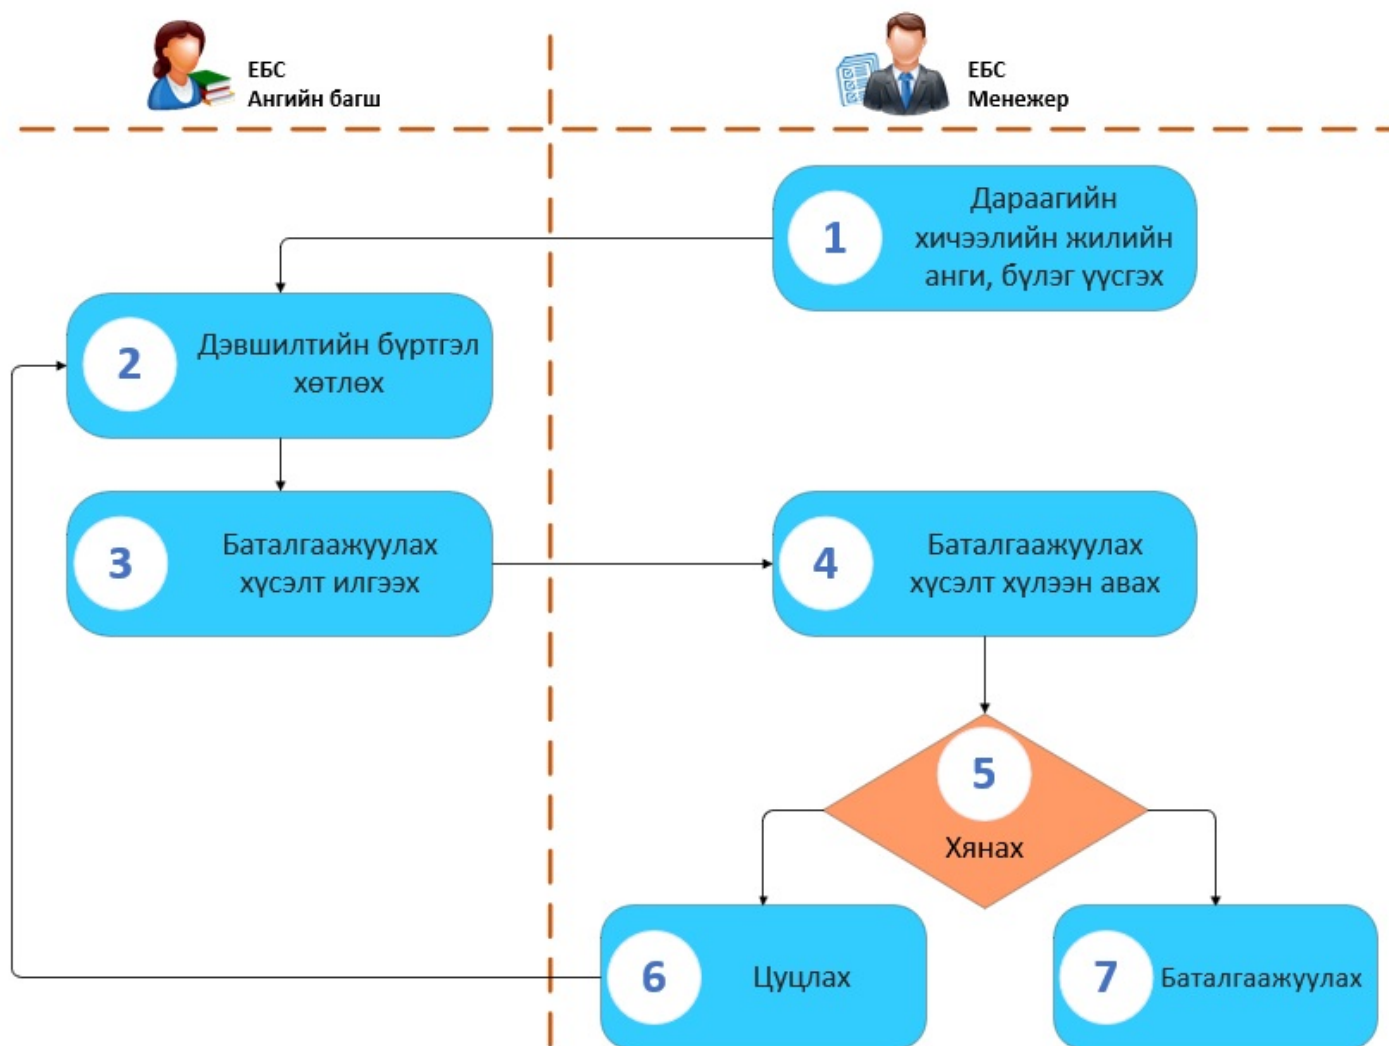 ЕБС
Ангийн багш
ЕБС
Менежер
1
Дараагийн
хичээлийн жилийн
анги, бүлэг үүсгэх
2
Дэвшилтийн бүртгэл
хөтлөх
3
Баталгаажуулах
хүсэлт илгээх
4
Баталгаажуулах
хүсэлт хүлээн авах
5
Хянах
6
Цуцлах
7
Баталгаажуулах